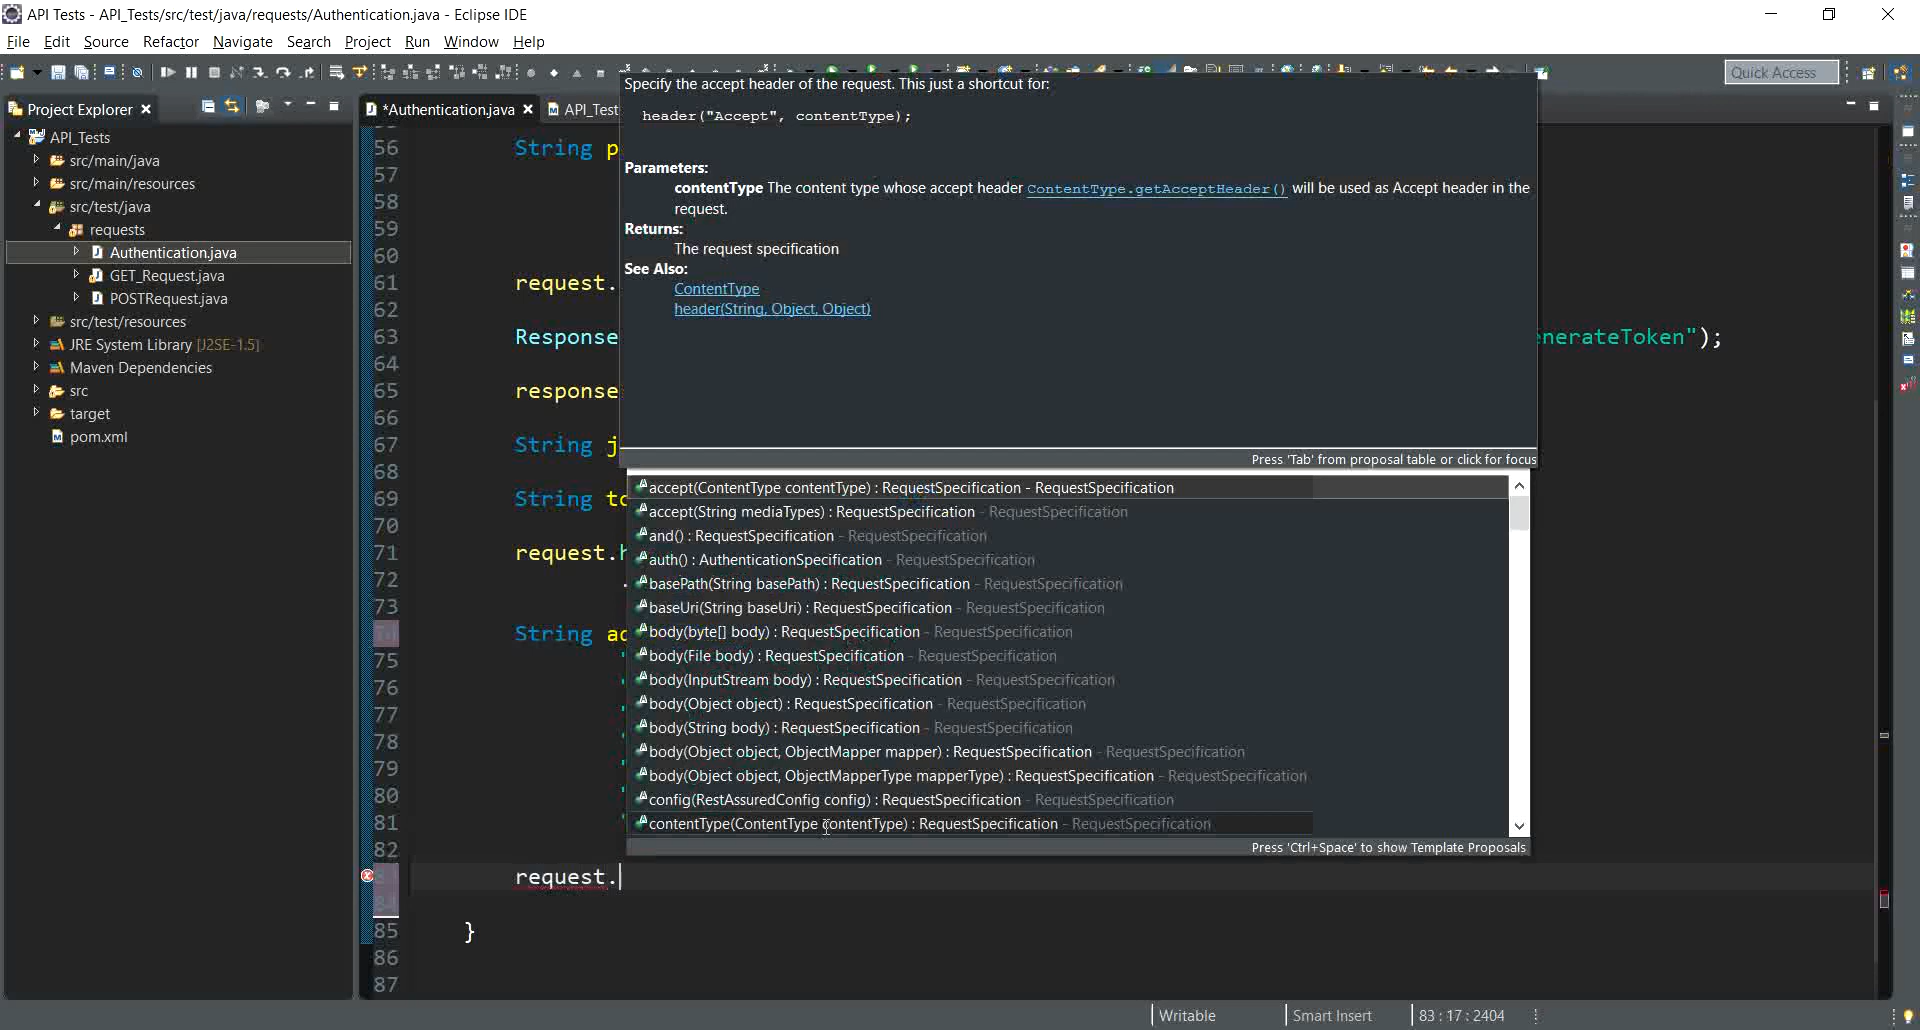 API Tests - API_Tests/src/test/java/requests/Authentication.java - Eclipse IDE
File Edit Source Refactor Navigate Search Project Run Window Help
Quick Access
Project Explorer
*Authentication.java
API_Test
API_Tests
src/main/java
src/main/resources
src/test/java
requests
Authentication.java
GET_Request.java
POSTRequest.java
src/test/resources
JRE System Library [J2SE-1.5]
Maven Dependencies
src
target
pom.xml
56 String p
57
58
59
60
61 request.
62
63 Response enerateToken");
64
65 response
66
67 String j
68
69 String to
70
71 request.h
72 .
73
String ad
75
76
77
78
79
80
81
82
request.
85 }
86
87
Specify the accept header of the request. This just a shortcut for:
header("Accept", contentType);
Parameters:
contentType The content type whose accept header ContentType.getAcceptHeader() will be used as Accept header in the
request.
Returns:
The request specification
See Also:
ContentType
header(String, Object, Object)
Press 'Tab' from proposal table or click for focus
accept(ContentType contentType) : RequestSpecification - RequestSpecification
accept(String mediaTypes) : RequestSpecification - RequestSpecification
and() : RequestSpecification - RequestSpecification
auth() : AuthenticationSpecification - RequestSpecification
basePath(String basePath) : RequestSpecification - RequestSpecification
baseUri(String baseUri) : RequestSpecification - RequestSpecification
body(byte[] body) : RequestSpecification - RequestSpecification
body(File body) : RequestSpecification - RequestSpecification
body(InputStream body) : RequestSpecification - RequestSpecification
body(Object object) : RequestSpecification - RequestSpecification
body(String body) : RequestSpecification - RequestSpecification
body(Object object, ObjectMapper mapper) : RequestSpecification - RequestSpecification
body(Object object, ObjectMapperType mapperType) : RequestSpecification - RequestSpecification
config(RestAssuredConfig config) : RequestSpecification - RequestSpecification
contentType(ContentType contentType) : RequestSpecification - RequestSpecification
Press 'Ctrl+Space' to show Template Proposals
Writable
Smart Insert
83 : 17 : 2404